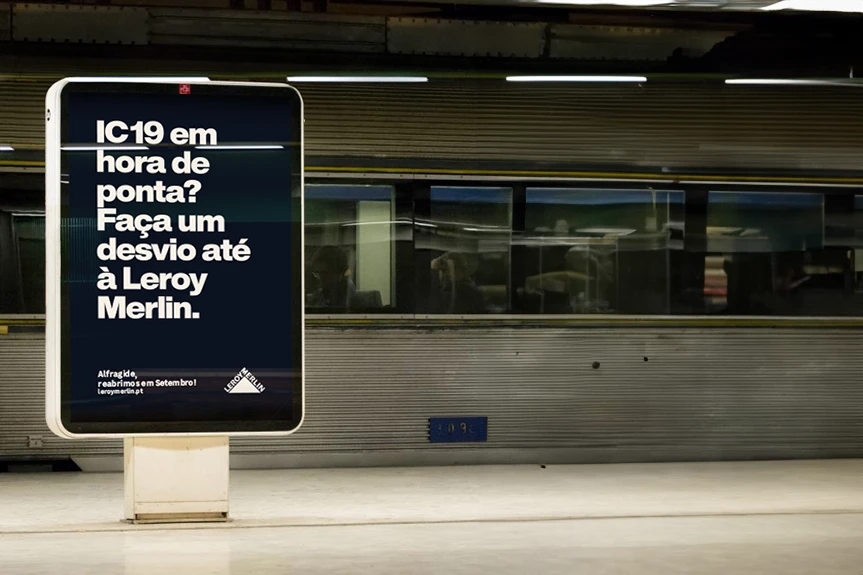 IC19 em
hora de
ponta?
Faça um
desvio até
à Leroy
Merlin.
Alfragide,
reabrimos em Setembro!
leroymerlin.pt
LEROY MERLIN